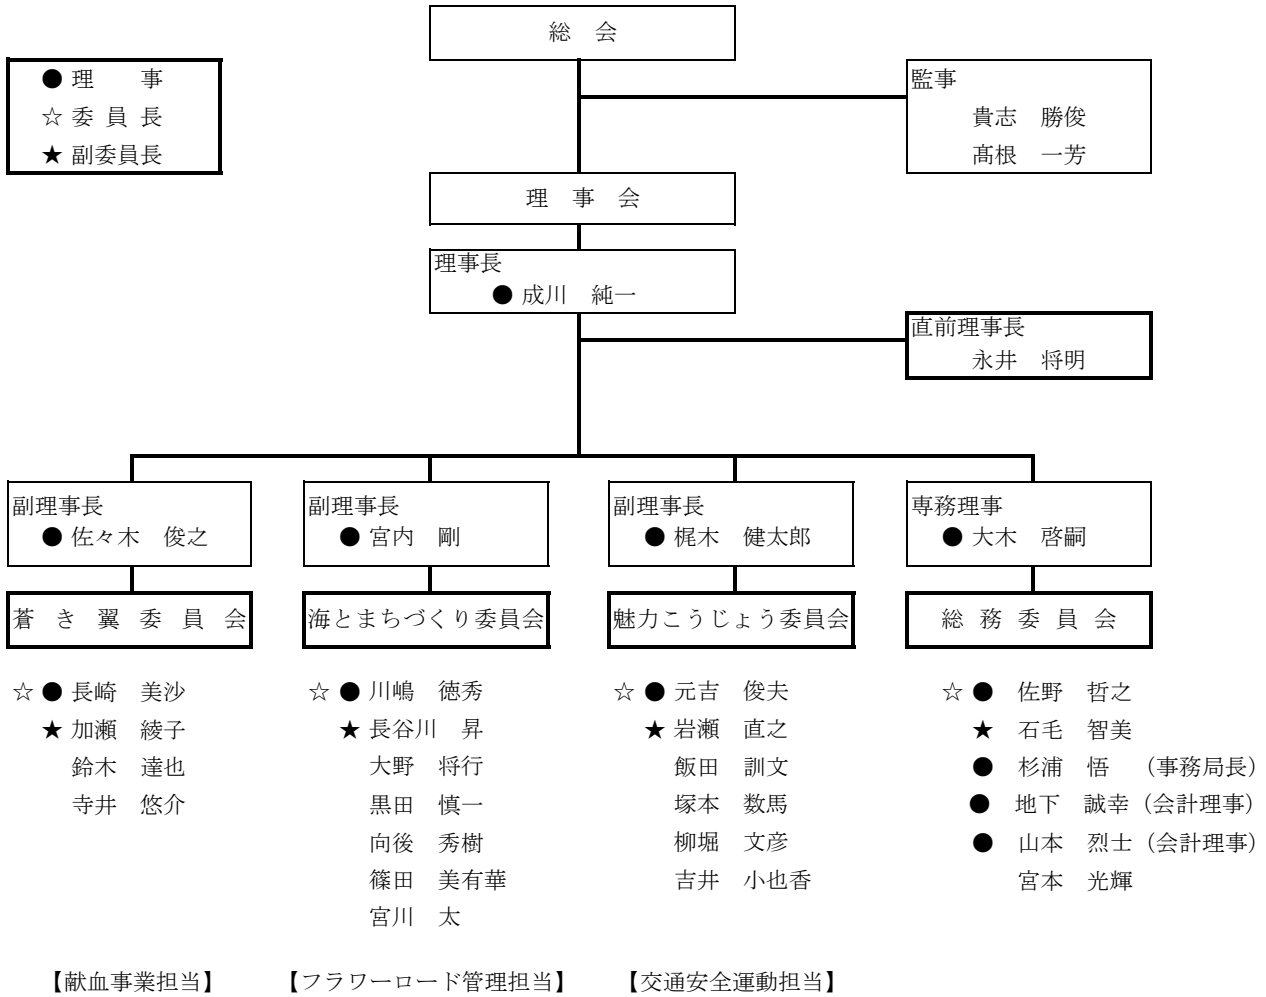 総　会
●理　　事
☆委 員 長
★副委員長
監事
貴志　勝俊
髙根　一芳
理　事　会
理事長
●成川　純一
直前理事長
永井　将明
副理事長
●佐々木　俊之
蒼 き 翼 委 員 会
☆●長崎　美沙
★加瀬　綾子
鈴木　達也
寺井　悠介
【献血事業担当】
副理事長
●宮内　剛
海とまちづくり委員会
☆●川嶋　徳秀
★長谷川　昇
大野　将行
黒田　慎一
向後　秀樹
篠田　美有華
宮川　太
【フラワーロード管理担当】
副理事長
●梶木　健太郎
魅力こうじょう委員会
☆●元吉　俊夫
★岩瀬　直之
飯田　訓文
塚本　数馬
柳堀　文彦
吉井　小也香
【交通安全運動担当】
専務理事
●大木　啓嗣
総 務 委 員 会
☆●　佐野　哲之
★　石毛　智美
●　杉浦　悟　（事務局長）
●　地下　誠幸（会計理事）
●　山本　烈士（会計理事）
宮本　光輝